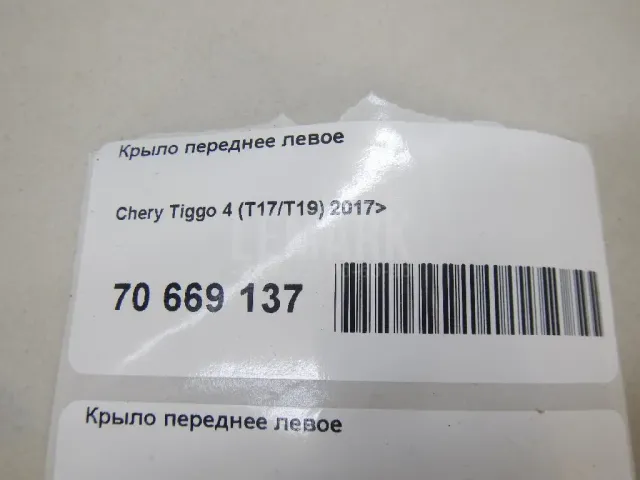 Крыло переднее левое
Chery Tiggo 4 (T17/T19) 2017>
70 669 137
Крыло переднее левое